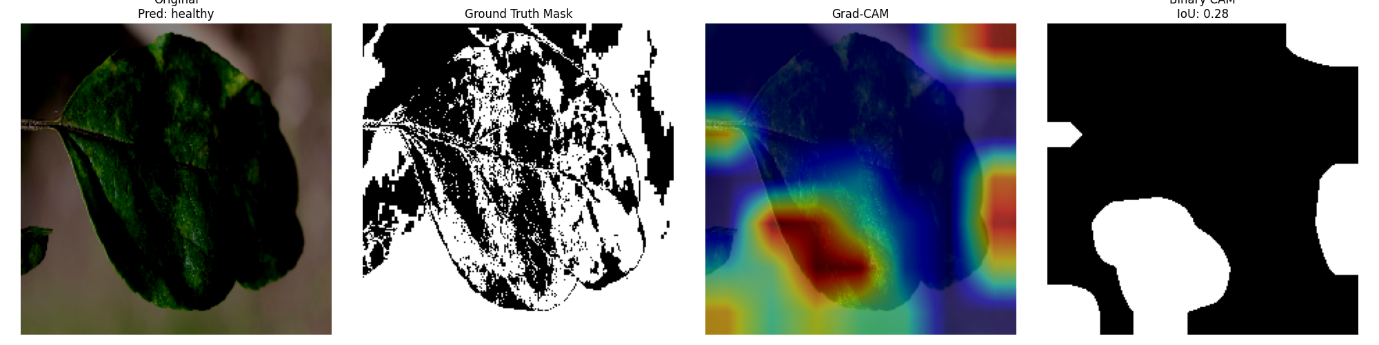 Original
Pred: healthy
Ground Truth Mask
Grad-CAM
Binary CAM
IoU: 0.28